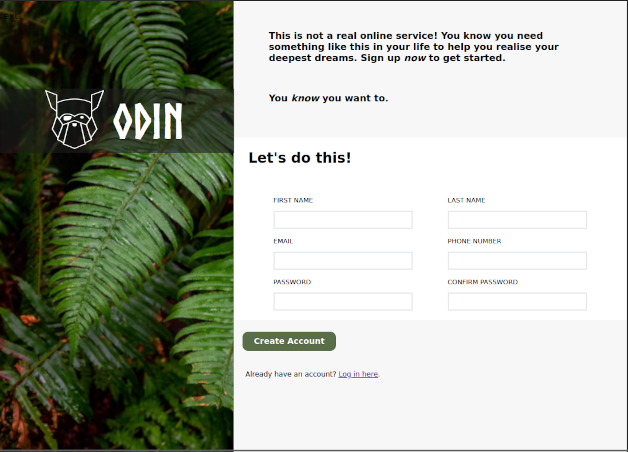 This is not a real online service! You know you need
something like this in your life to help you realise your
deepest dreams. Sign up now to get started.
You know you want to.
ODIN
Let's do this!
FIRST NAME
LAST NAME
EMAIL
PHONE NUMBER
PASSWORD
CONFIRM PASSWORD
Create Account
Already have an account? Log in here.